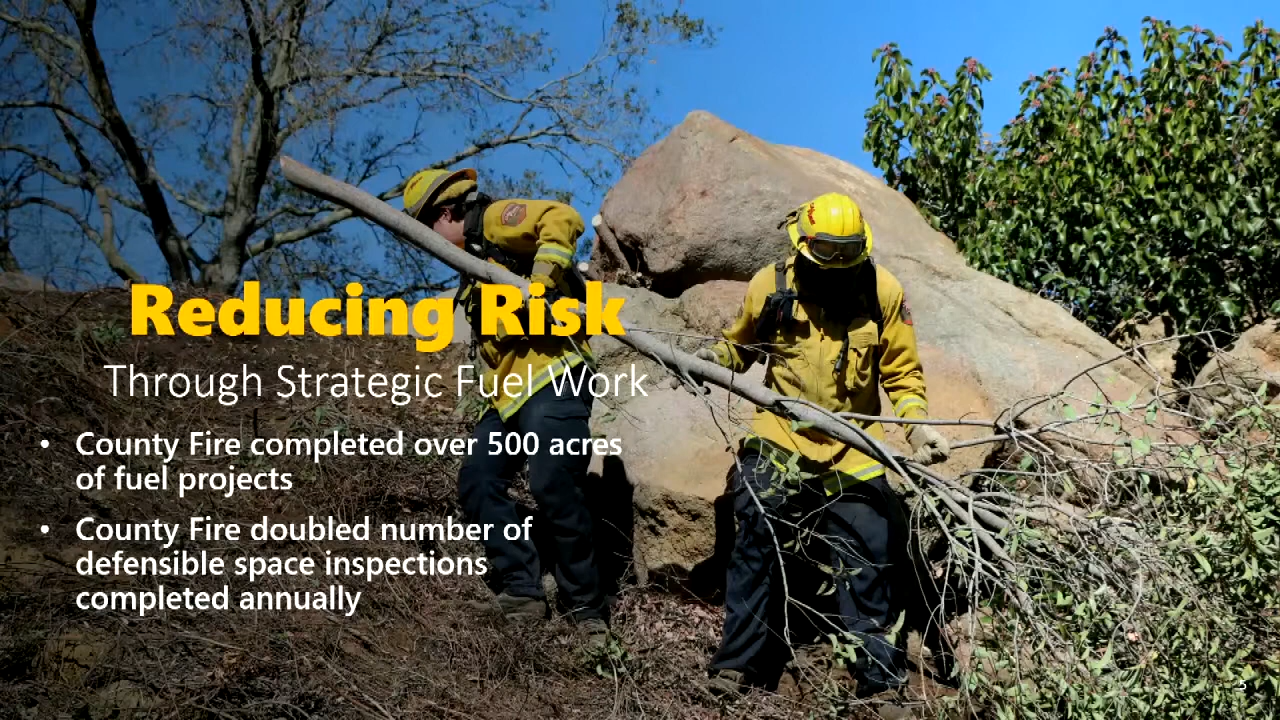 Reducing Risk
Through Strategic Fuel Work
• County Fire completed over 500 acres
of fuel projects
• County Fire doubled number of
defensible space inspections
completed annually